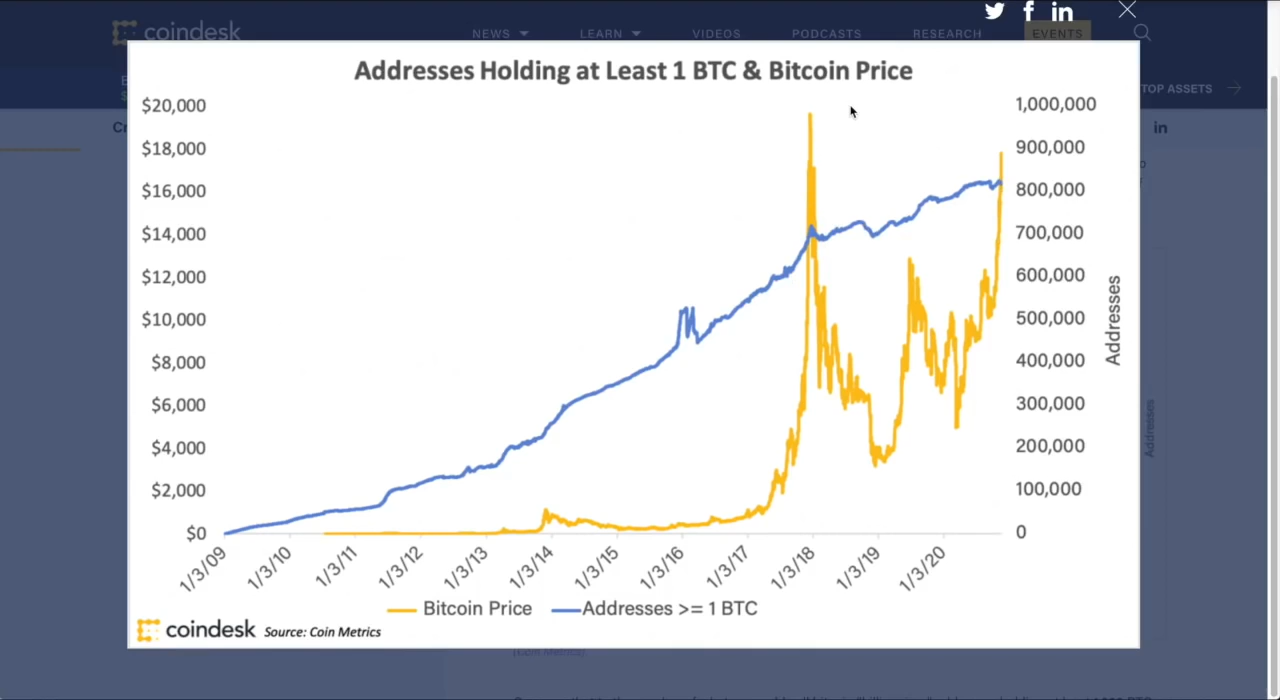 coindesk
NEWS LEARN VIDEOS PODCASTS RESEARCH EVENTS
TOP ASSETS
in
Addresses Holding at Least 1 BTC & Bitcoin Price
$20,000
$18,000
$16,000
$14,000
$12,000
$10,000
$8,000
$6,000
$4,000
$2,000
$0
1,000,000
900,000
800,000
700,000
600,000
500,000
400,000
300,000
200,000
100,000
0
Addresses
Addresses
1/3/09 1/3/10 1/3/11 1/3/12 1/3/13 1/3/14 1/3/15 1/3/16 1/3/17 1/3/18 1/3/19 1/3/20
Bitcoin Price Addresses >= 1 BTC
coindesk Source: Coin Metrics
(Coin Metrics)